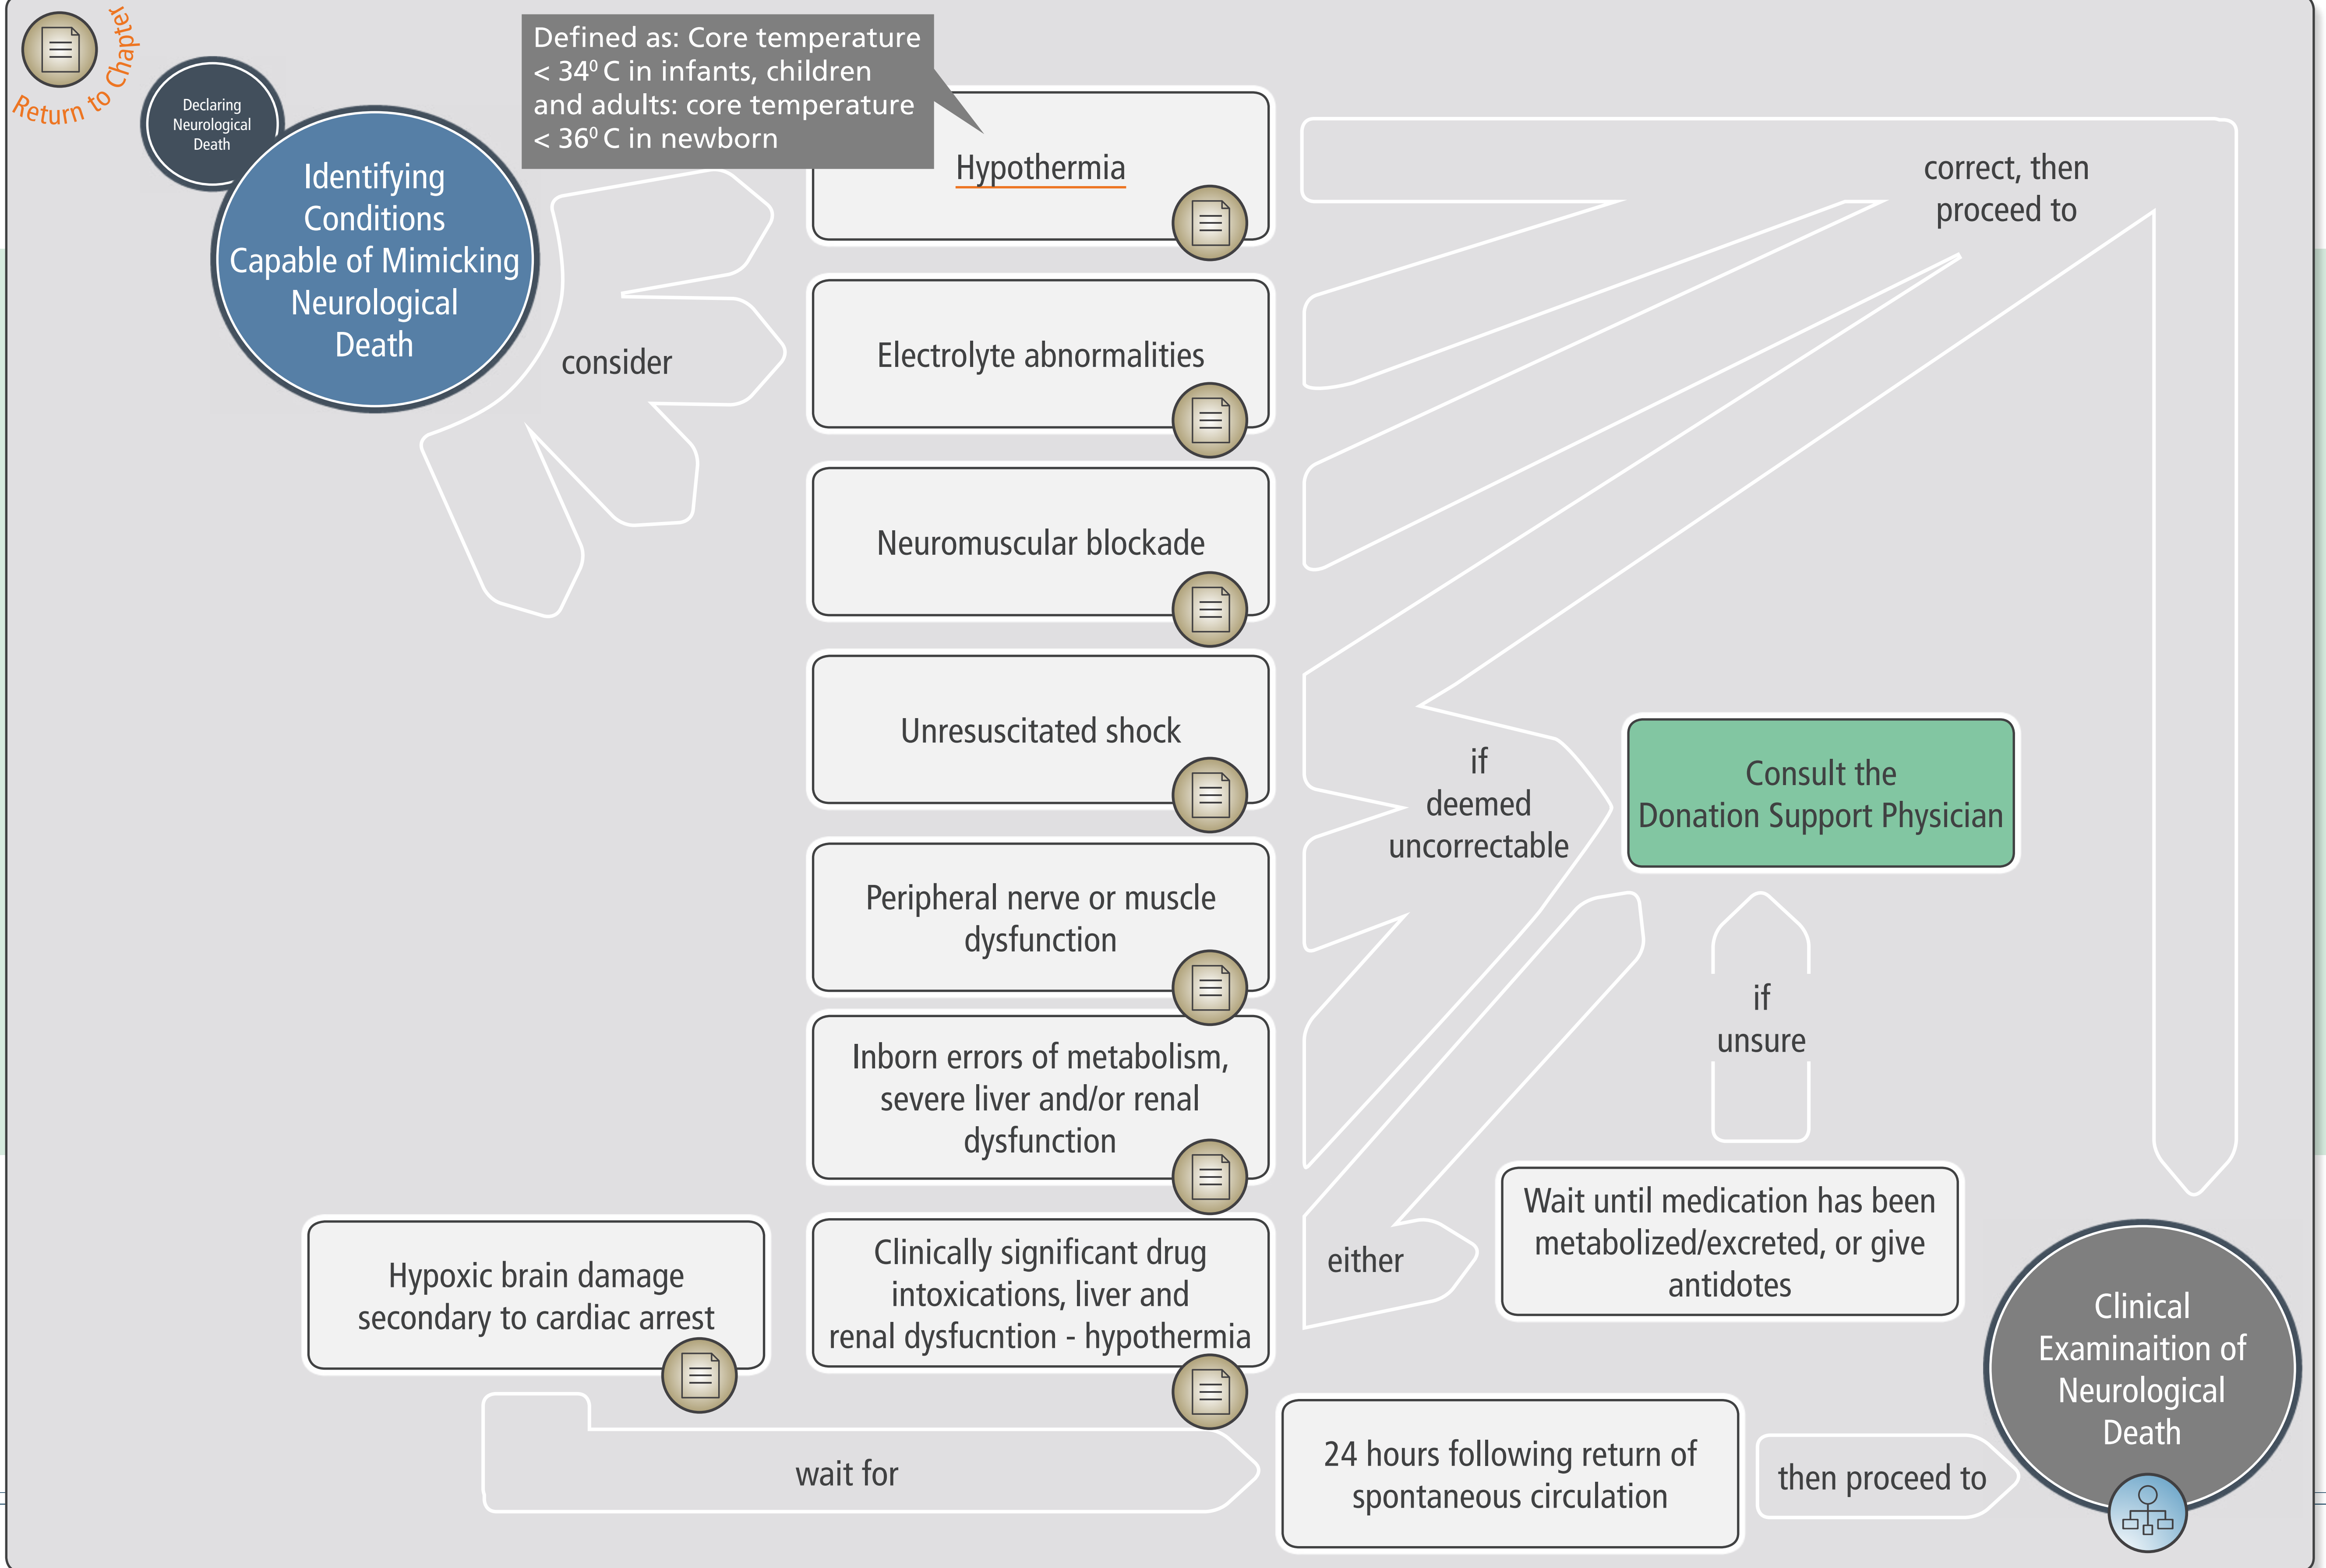 Return to Chapter
Declaring
Neurological
Death
Identifying
Conditions
Capable of Mimicking
Neurological
Death
Defined as: Core temperature
< 34⁰ C in infants, children
and adults: core temperature
< 36⁰ C in newborn
Hypothermia
correct, then
proceed to
consider
Electrolyte abnormalities
Neuromuscular blockade
Unresuscitated shock
if
deemed
uncorrectable
Consult the
Donation Support Physician
Peripheral nerve or muscle
dysfunction
if
unsure
Inborn errors of metabolism,
severe liver and/or renal
dysfunction
Wait until medication has been
metabolized/excreted, or give
antidotes
either
Hypoxic brain damage
secondary to cardiac arrest
Clinically significant drug
intoxications, liver and
renal dysfucntion - hypothermia
Clinical
Examinaition of
Neurological
Death
wait for
24 hours following return of
spontaneous circulation
then proceed to